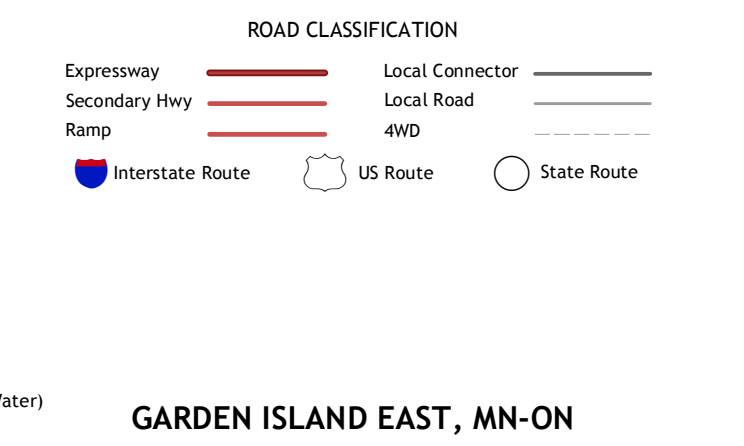 ROAD CLASSIFICATION
Expressway
Local Connector
Secondary Hwy
Local Road
Ramp
4WD
Interstate Route
US Route
State Route
GARDEN ISLAND EAST, MN-ON